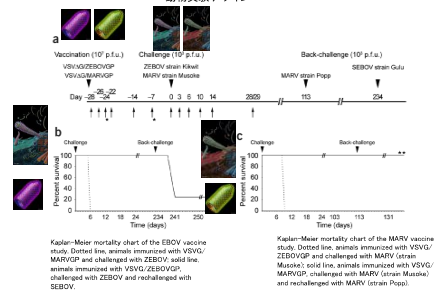 a
Vaccination (10⁷ p.f.u.)
Challenge (10³ p.f.u.)
Back-challenge (10³ p.f.u.)
VSV∆G/ZEBOVGP
VSV∆G/MARVGP
ZEBOV strain Kikwit
MARV strain Musoke
MARV strain Popp
SEBOV strain Gulu
-26 -22
Day -28 -24 -14 -7 0 3 6 10 14 28 29 113 234
b
Challenge
Back-challenge
Percent survival
100
80
60
40
20
0
6 12 18 24 234 241 250
Time (days)
c
Challenge
Back-challenge
**
Percent survival
100
80
60
40
20
0
6 12 18 24 103 113 131
Time (days)
Kaplan-Meier mortality chart of the EBOV vaccine
study. Dotted line, animals immunized with VSVG/
MARVGP and challenged with ZEBOV; solid line,
animals immunized with VSVG/ZEBOVGP,
challenged with ZEBOV and rechallenged with
SEBOV.
Kaplan-Meier mortality chart of the MARV vaccine
study. Dotted line, animals immunized with VSVG/
ZEBOVGP and challenged with MARV (strain
Musoke); solid line, animals immunized with VSVG/
MARVGP, challenged with MARV (strain Musoke)
and rechallenged with MARV (strain Popp).